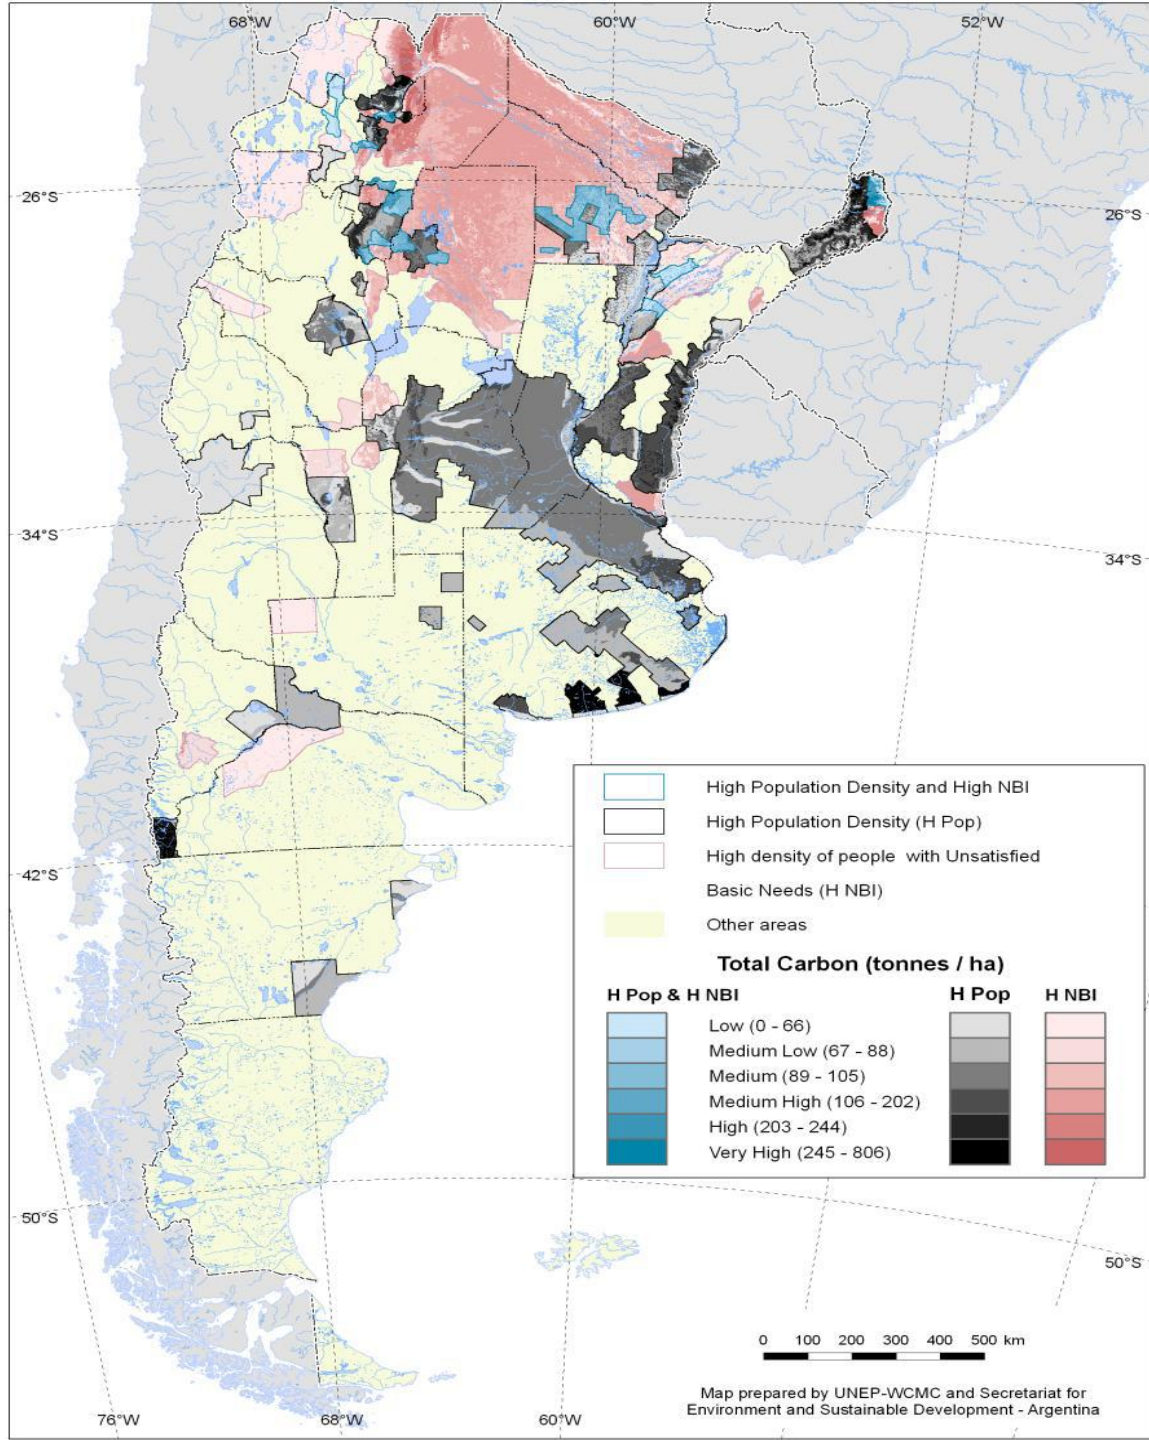 68°W 60°W 52°W
26°S 26°S
34°S 34°S
42°S
50°S 50°S
High Population Density and High NBI
High Population Density (H Pop)
High density of people with Unsatisfied
Basic Needs (H NBI)
Other areas
Total Carbon (tonnes / ha)
H Pop & H NBI H Pop H NBI
Low (0 - 66)
Medium Low (67 - 88)
Medium (89 - 105)
Medium High (106 - 202)
High (203 - 244)
Very High (245 - 806)
0 100 200 300 400 500 km
Map prepared by UNEP-WCMC and Secretariat for
Environment and Sustainable Development - Argentina
76°W 68°W 60°W